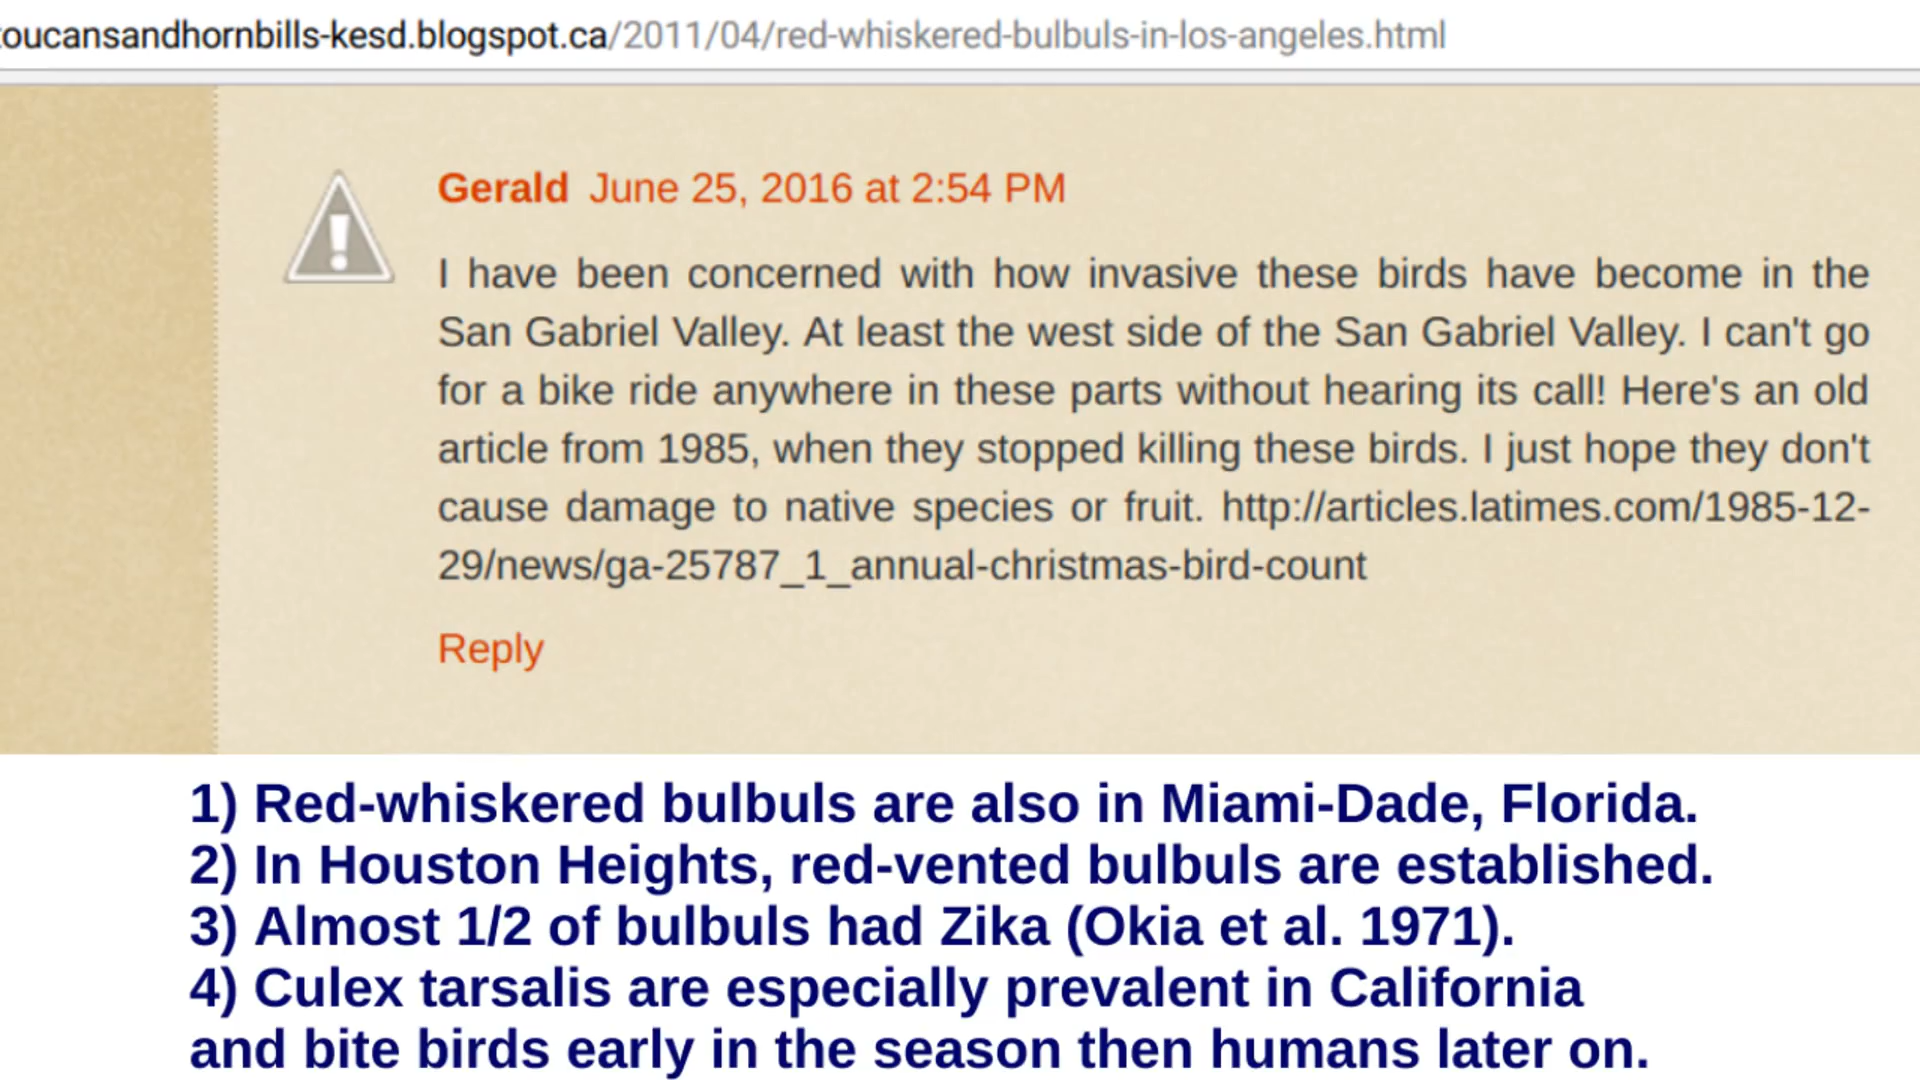 oucansandhornbills-kesd.blogspot.ca/2011/04/red-whiskered-bulbuls-in-los-angeles.html
Gerald June 25, 2016 at 2:54 PM
I have been concerned with how invasive these birds have become in the
San Gabriel Valley. At least the west side of the San Gabriel Valley. I can't go
for a bike ride anywhere in these parts without hearing its call! Here's an old
article from 1985, when they stopped killing these birds. I just hope they don't
cause damage to native species or fruit. http://articles.latimes.com/1985-12-
29/news/ga-25787_1_annual-christmas-bird-count
Reply
1) Red-whiskered bulbuls are also in Miami-Dade, Florida.
2) In Houston Heights, red-vented bulbuls are established.
3) Almost 1/2 of bulbuls had Zika (Okia et al. 1971).
4) Culex tarsalis are especially prevalent in California
and bite birds early in the season then humans later on.